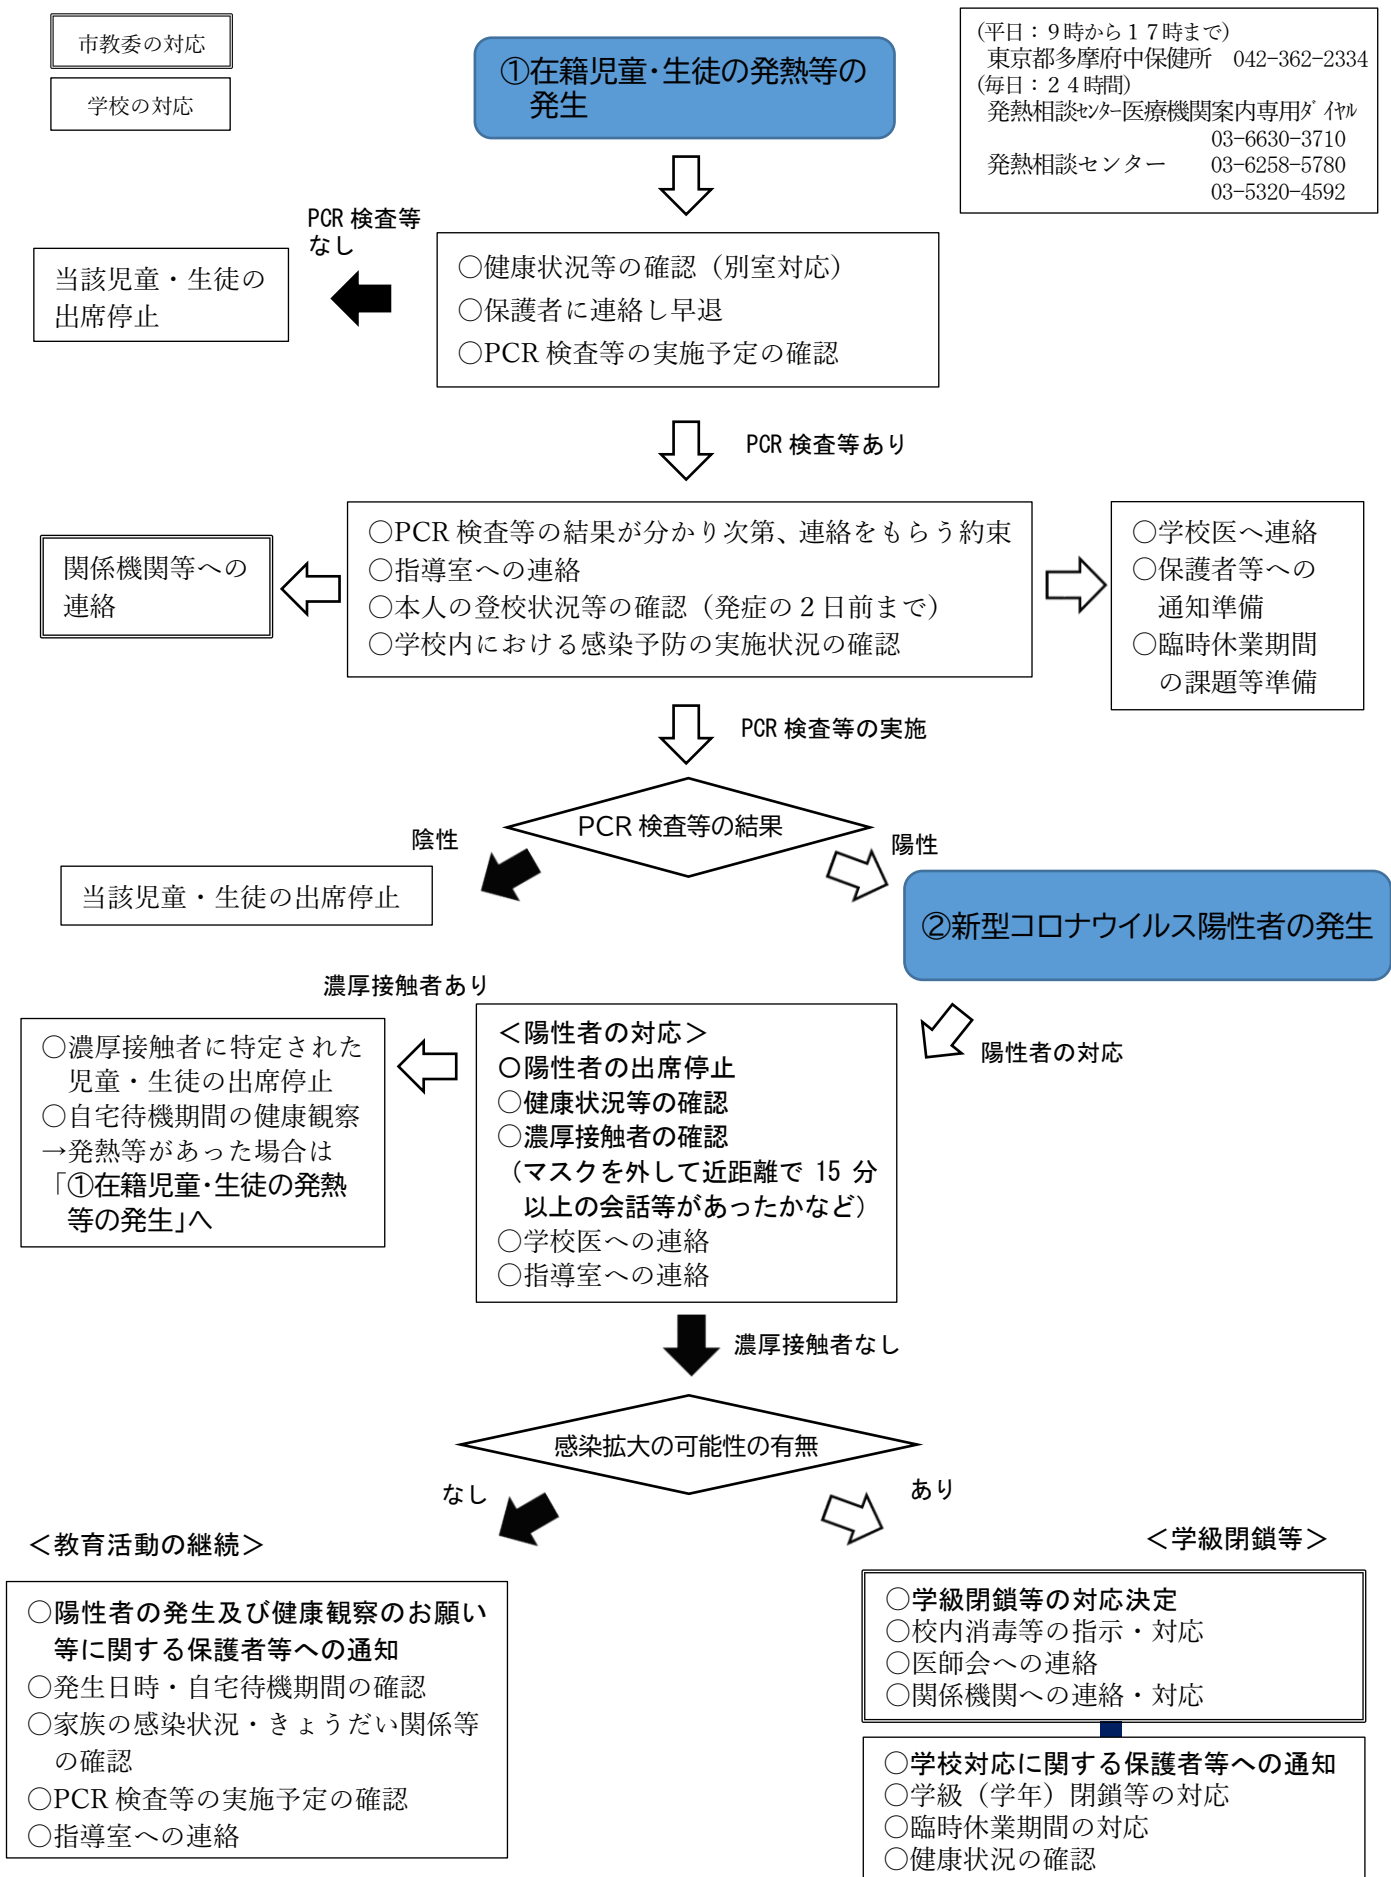 市教委の対応
学校の対応
①在籍児童・生徒の発熱等の
発生
(平日：９時から１７時まで)
東京都多摩府中保健所　042-362-2334
(毎日：２４時間)
発熱相談ｾﾝﾀｰ医療機関案内専用ﾀﾞｲﾔﾙ
03-6630-3710
発熱相談センター　03-6258-5780
03-5320-4592
PCR 検査等
なし
当該児童・生徒の
出席停止
○健康状況等の確認（別室対応）
○保護者に連絡し早退
○PCR 検査等の実施予定の確認
PCR 検査等あり
関係機関等への
連絡
○PCR 検査等の結果が分かり次第、連絡をもらう約束
○指導室への連絡
○本人の登校状況等の確認（発症の２日前まで）
○学校内における感染予防の実施状況の確認
○学校医へ連絡
○保護者等への
通知準備
○臨時休業期間
の課題等準備
PCR 検査等の実施
PCR 検査等の結果
陰性
陽性
当該児童・生徒の出席停止
②新型コロナウイルス陽性者の発生
濃厚接触者あり
陽性者の対応
○濃厚接触者に特定された
児童・生徒の出席停止
○自宅待機期間の健康観察
→発熱等があった場合は
「①在籍児童・生徒の発熱
等の発生」へ
＜陽性者の対応＞
○陽性者の出席停止
○健康状況等の確認
○濃厚接触者の確認
（マスクを外して近距離で 15 分
以上の会話等があったかなど）
○学校医への連絡
○指導室への連絡
濃厚接触者なし
感染拡大の可能性の有無
なし
あり
＜教育活動の継続＞
＜学級閉鎖等＞
○陽性者の発生及び健康観察のお願い
等に関する保護者等への通知
○発生日時・自宅待機期間の確認
○家族の感染状況・きょうだい関係等
の確認
○PCR 検査等の実施予定の確認
○指導室への連絡
○学級閉鎖等の対応決定
○校内消毒等の指示・対応
○医師会への連絡
○関係機関への連絡・対応
○学校対応に関する保護者等への通知
○学級（学年）閉鎖等の対応
○臨時休業期間の対応
○健康状況の確認